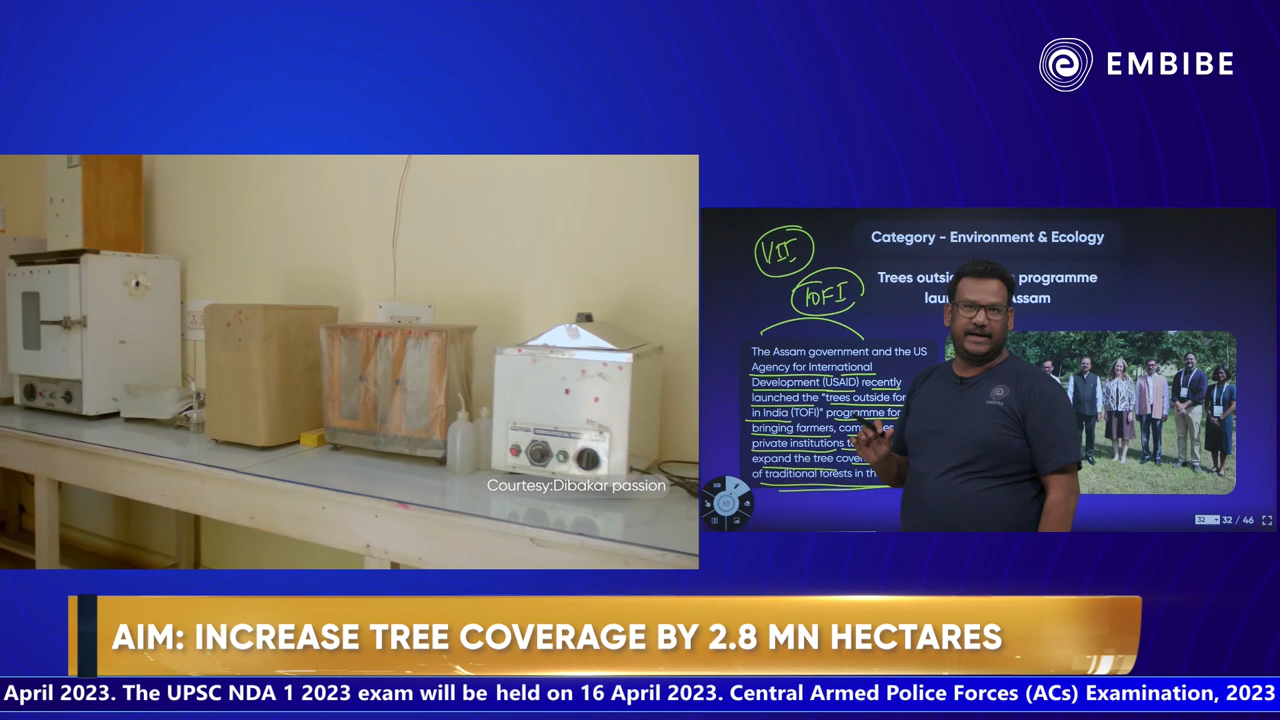 EMBIBE
VII
TOFI
Category - Environment & Ecology
Trees outsi programme
lau Assam
The Assam government and the US
Agency for International
Development (USAID) recently
launched the “trees outside for
in India (TOFI)” programme for
bringing farmers, com es
private institutions t
expand the tree cove
of traditional forests in th
32 32 / 46
Courtesy:Dibakar passion
AIM: INCREASE TREE COVERAGE BY 2.8 MN HECTARES
April 2023. The UPSC NDA 1 2023 exam will be held on 16 April 2023. Central Armed Police Forces (ACs) Examination, 2023